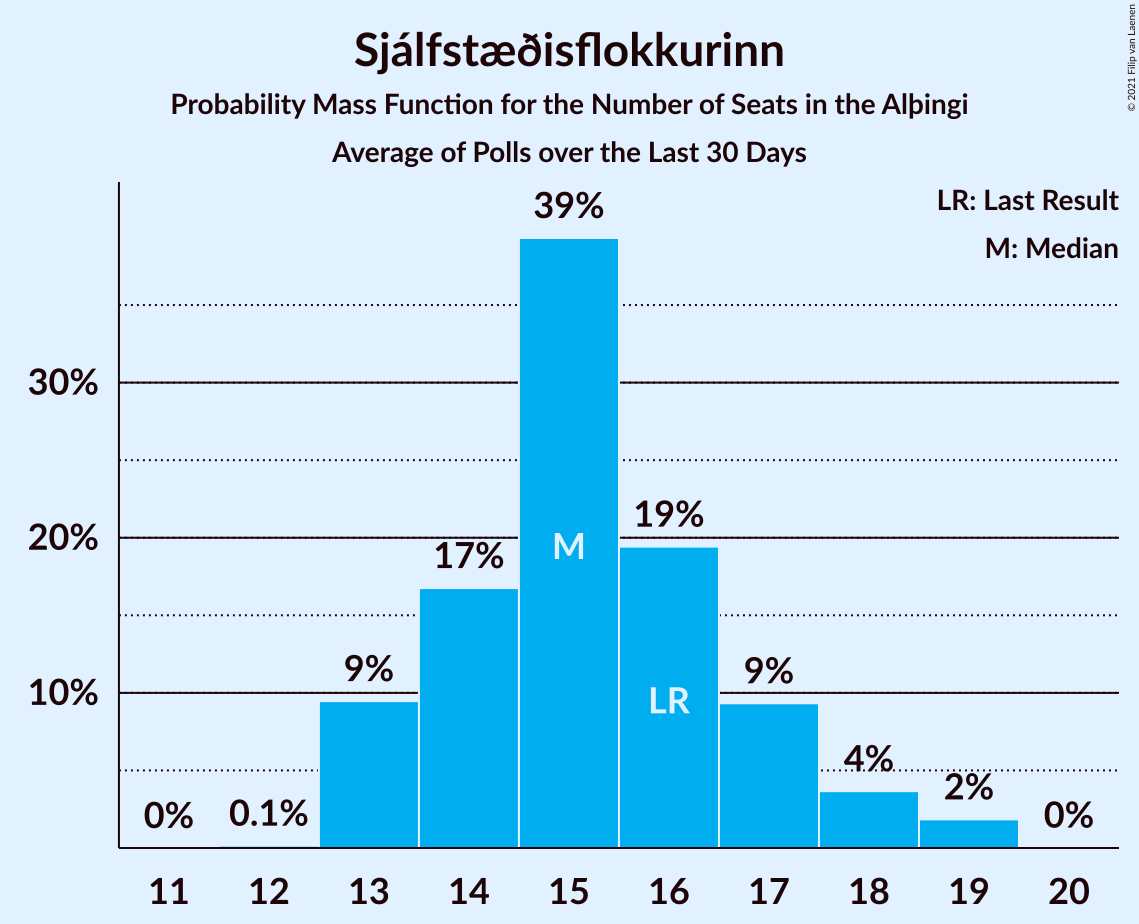 Sjálfstæðisflokkurinn
Probability Mass Function for the Number of Seats in the Alþingi
Average of Polls over the Last 30 Days
© 2021 Filip van Laenen
LR: Last Result
M: Median
39%
30%
20%
10%
19%
17%
M
9%
LR
9%
4%
2%
0%
0.1%
0%
11 12 13 14 15 16 17 18 19 20